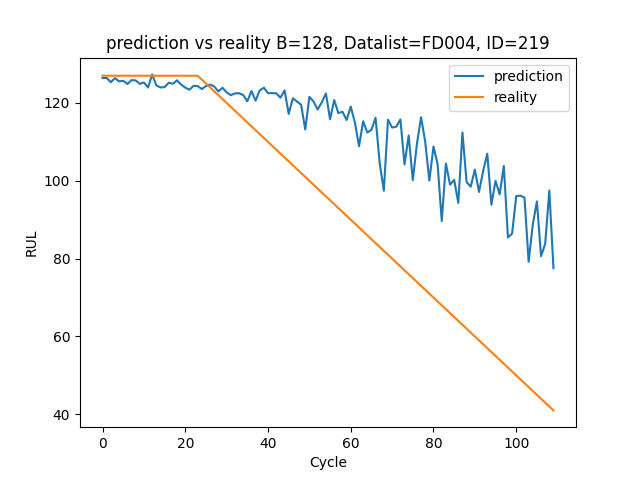 prediction vs reality B=128, Datalist=FD004, ID=219
prediction
reality
120
100
80
60
40
RUL
0 20 40 60 80 100
Cycle